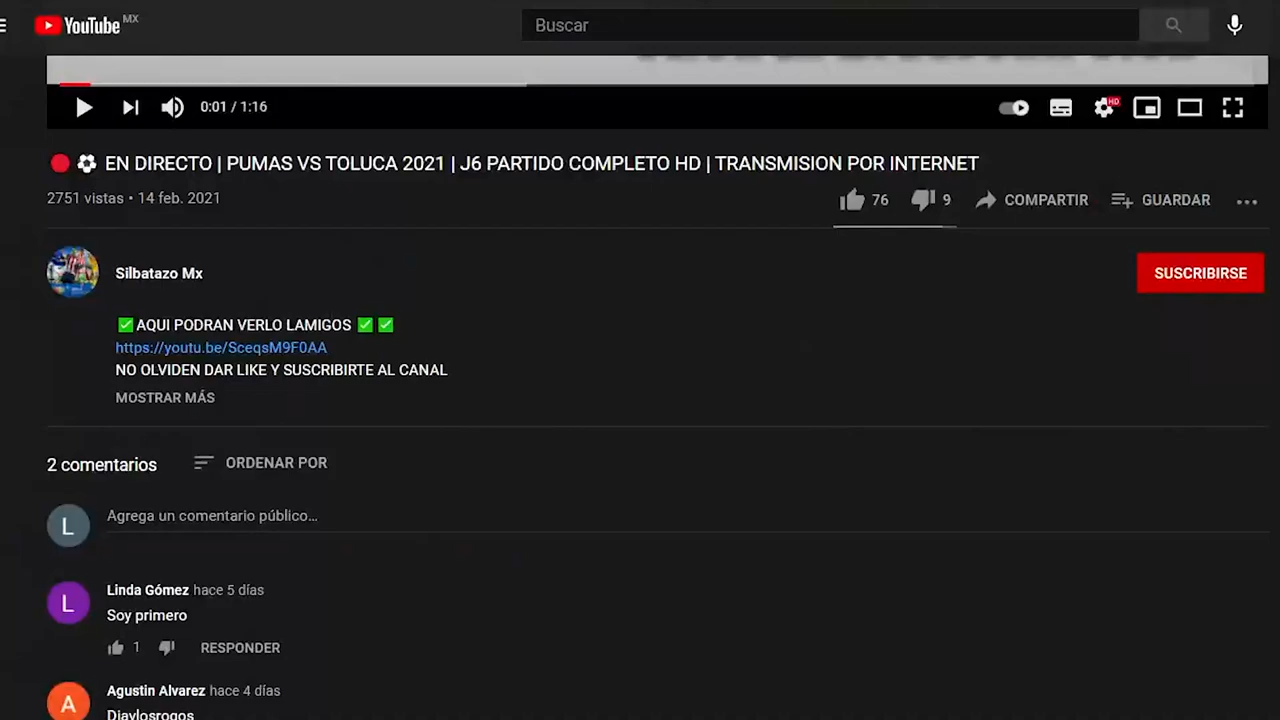 YouTube MX
Buscar
0:01 / 1:16
HD
EN DIRECTO | PUMAS VS TOLUCA 2021 | J6 PARTIDO COMPLETO HD | TRANSMISION POR INTERNET
2751 vistas • 14 feb. 2021
76
9
COMPARTIR
GUARDAR
Silbatazo Mx
SUSCRIBIRSE
✅AQUI PODRAN VERLO LAMIGOS ✅ ✅
https://youtu.be/SceqsM9F0AA
NO OLVIDEN DAR LIKE Y SUSCRIBIRTE AL CANAL
MOSTRAR MÁS
2 comentarios
ORDENAR POR
L
Agrega un comentario público...
L
Linda Gómez hace 5 días
Soy primero
1
RESPONDER
A
Agustin Alvarez hace 4 días
Diaylosrogos